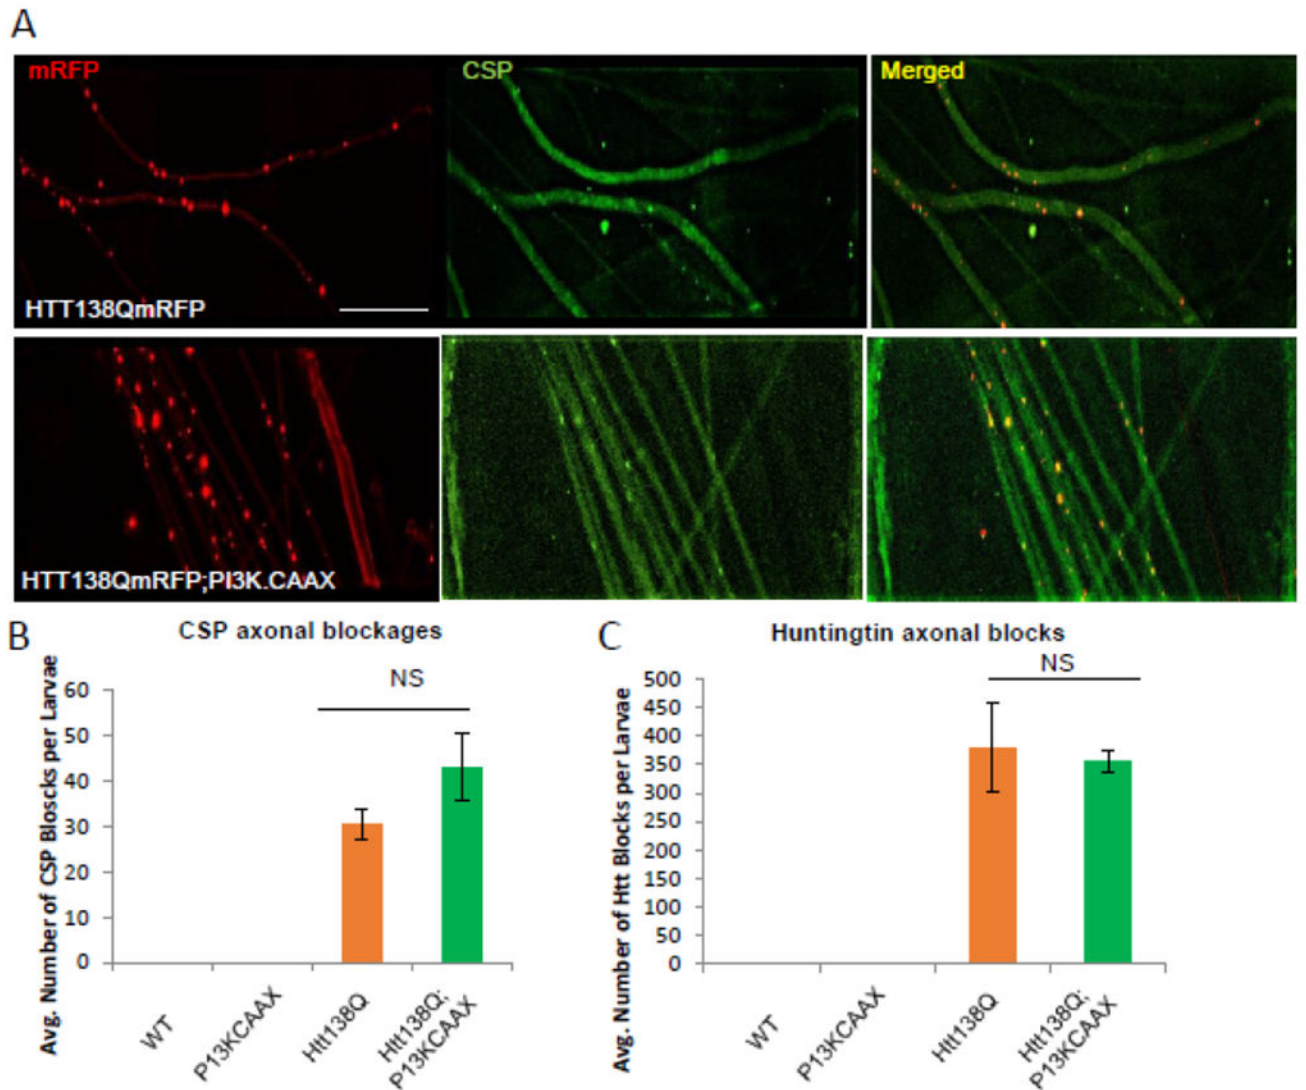 A
mRFP
CSP
Merged
HTT138QmRFP
HTT138QmRFP;PI3K.CAAX
B
CSP axonal blockages
Avg. Number of CSP Bloscks per Larvae
NS
60
50
40
30
20
10
0
WT
P13KCAAX
Htt138Q
Htt138Q;
P13KCAAX
C
Huntingtin axonal blocks
Avg. Number of Htt Blocks per Larvae
NS
500
450
400
350
300
250
200
150
100
50
0
WT
P13KCAAX
Htt138Q
Htt138Q;
P13KCAAX